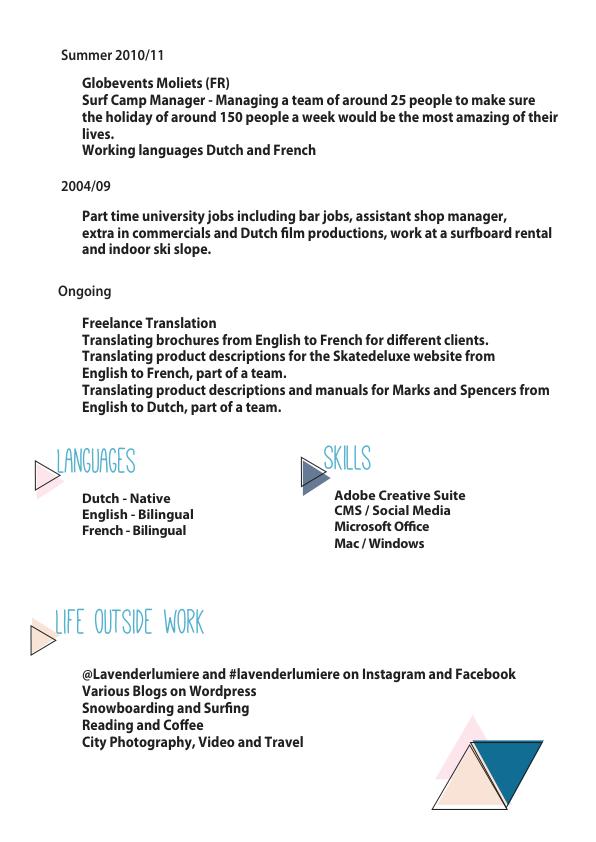 Summer 2010/11
Globevents Moliets (FR)
Surf Camp Manager - Managing a team of around 25 people to make sure
the holiday of around 150 people a week would be the most amazing of their
lives.
Working languages Dutch and French
2004/09
Part time university jobs including bar jobs, assistant shop manager,
extra in commercials and Dutch film productions, work at a surfboard rental
and indoor ski slope.
Ongoing
Freelance Translation
Translating brochures from English to French for different clients.
Translating product descriptions for the Skatedeluxe website from
English to French, part of a team.
Translating product descriptions and manuals for Marks and Spencers from
English to Dutch, part of a team.
LANGUAGES
Dutch - Native
English - Bilingual
French - Bilingual
SKILLS
Adobe Creative Suite
CMS / Social Media
Microsoft Office
Mac / Windows
LIFE OUTSIDE WORK
@Lavenderlumiere and #lavenderlumiere on Instagram and Facebook
Various Blogs on Wordpress
Snowboarding and Surfing
Reading and Coffee
City Photography, Video and Travel